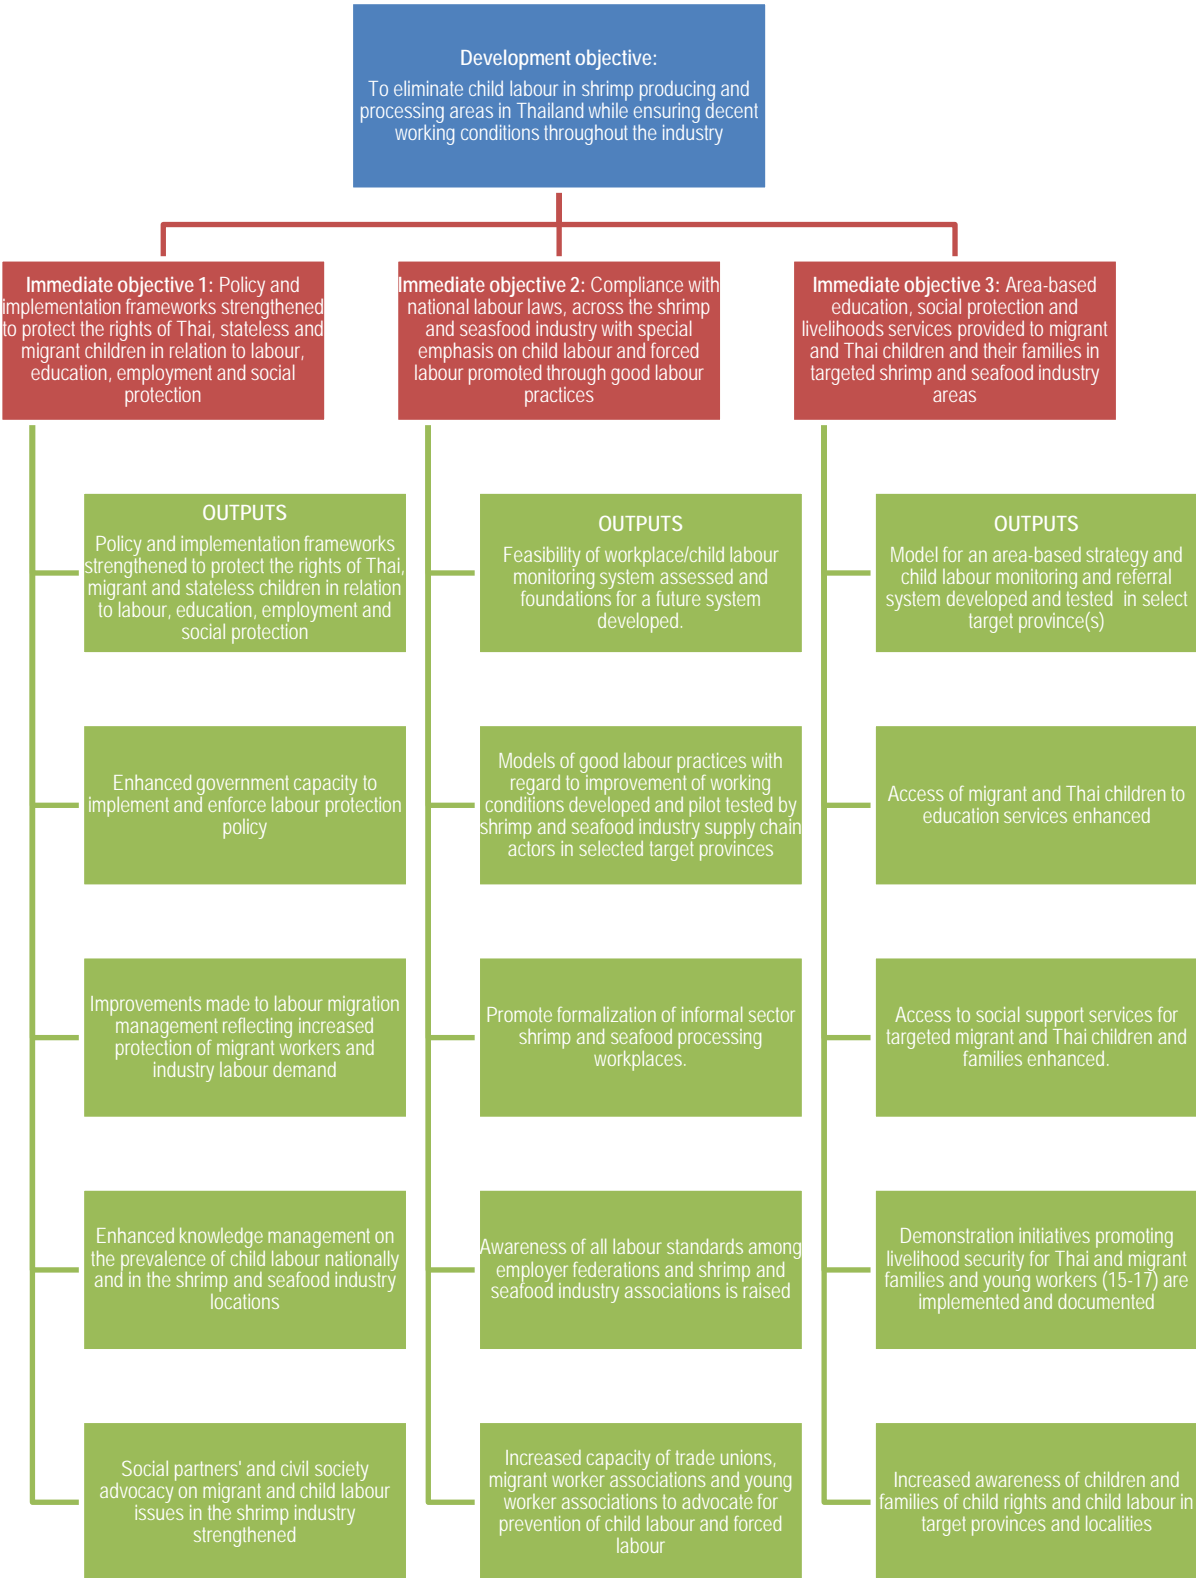 Development objective:
To eliminate child labour in shrimp producing and
processing areas in Thailand while ensuring decent
working conditions throughout the industry
Immediate objective 1: Policy and
implementation frameworks strengthened
to protect the rights of Thai, stateless and
migrant children in relation to labour,
education, employment and social
protection
OUTPUTS
Policy and implementation frameworks
strengthened to protect the rights of Thai,
migrant and stateless children in relation
to labour, education, employment and
social protection
Enhanced government capacity to
implement and enforce labour protection
policy
Improvements made to labour migration
management reflecting increased
protection of migrant workers and
industry labour demand
Enhanced knowledge management on
the prevalence of child labour nationally
and in the shrimp and seafood industry
locations
Social partners' and civil society
advocacy on migrant and child labour
issues in the shrimp industry
strengthened
Immediate objective 2: Compliance with
national labour laws, across the shrimp
and seasfood industry with special
emphasis on child labour and forced
labour promoted through good labour
practices
OUTPUTS
Feasibility of workplace/child labour
monitoring system assessed and
foundations for a future system
developed.
Models of good labour practices with
regard to improvement of working
conditions developed and pilot tested by
shrimp and seafood industry supply chain
actors in selected target provinces
Promote formalization of informal sector
shrimp and seafood processing
workplaces.
Awareness of all labour standards among
employer federations and shrimp and
seafood industry associations is raised
Increased capacity of trade unions,
migrant worker associations and young
worker associations to advocate for
prevention of child labour and forced
labour
Immediate objective 3: Area-based
education, social protection and
livelihoods services provided to migrant
and Thai children and their families in
targeted shrimp and seafood industry
areas
OUTPUTS
Model for an area-based strategy and
child labour monitoring and referral
system developed and tested in select
target province(s)
Access of migrant and Thai children to
education services enhanced
Access to social support services for
targeted migrant and Thai children and
families enhanced.
Demonstration initiatives promoting
livelihood security for Thai and migrant
families and young workers (15-17) are
implemented and documented
Increased awareness of children and
families of child rights and child labour in
target provinces and localities